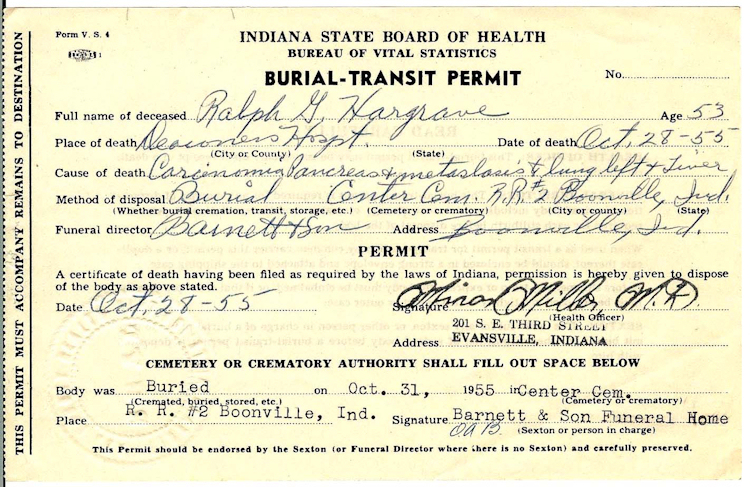 THIS PERMIT MUST ACCOMPANY REMAINS TO DESTINATION
Form V. S. 4
INDIANA STATE BOARD OF HEALTH
BUREAU OF VITAL STATISTICS
BURIAL-TRANSIT PERMIT
No.
Full name of deceased Ralph G. Hargrave Age 53
Place of death Deaconess Hospt. Date of death Oct, 28-55
(City or County) (State)
Cause of death Carcinomia Pancreas & metastasis & lung left & Liver
Method of disposal Burial Center Cem. R.R.#2 Boonville, Ind.
(Whether burial cremation, transit, storage, etc.) (Cemetery or crematory) (City or county) (State)
Funeral director Barnett & Son Address Boonville, Ind.
PERMIT
A certificate of death having been filed as required by the laws of Indiana, permission is hereby given to dispose
of the body as above stated.
Date Oct, 28-55 Signature Minor Miller, M.D.
(Health Officer)
201 S. E. THIRD STREET
Address EVANSVILLE, INDIANA
CEMETERY OR CREMATORY AUTHORITY SHALL FILL OUT SPACE BELOW
Body was Buried on Oct. 31, 1955 in Center Cem.
(Cremated, buried, stored, etc.) (Cemetery or crematory)
Place R. R. #2 Boonville, Ind. Signature Barnett & Son Funeral Home
(Sexton or person in charge)
This Permit should be endorsed by the Sexton (or Funeral Director where there is no Sexton) and carefully preserved.